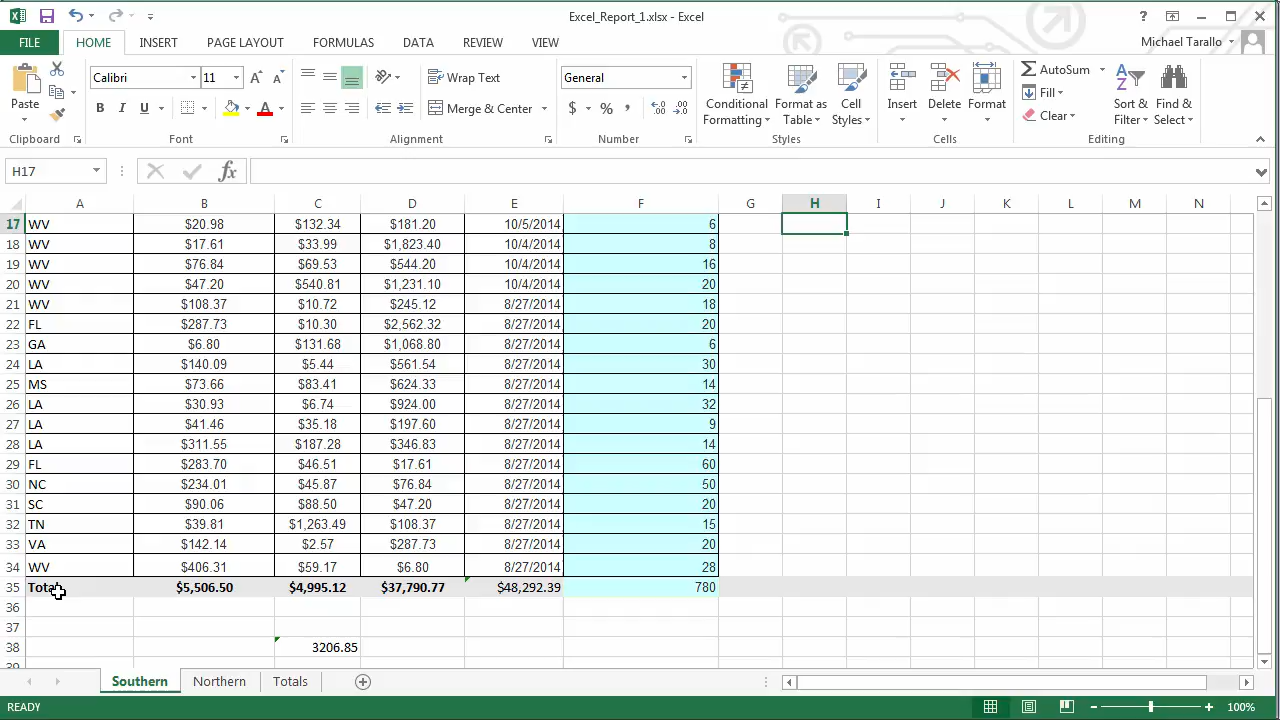 Excel_Report_1.xlsx - Excel
FILE HOME INSERT PAGE LAYOUT FORMULAS DATA REVIEW VIEW Michael Tarallo
Paste
Clipboard
Calibri 11
B I U A
Font
Wrap Text
Merge & Center
Alignment
General
$ % ,
Number
Conditional Formatting
Format as Table
Cell Styles
Styles
Insert Delete Format
Cells
AutoSum
Fill
Clear
Sort & Filter
Find & Select
Editing
H17 fx
A B C D E F G H I J K L M N
17 WV $20.98 $132.34 $181.20 10/5/2014 6
18 WV $17.61 $33.99 $1,823.40 10/4/2014 8
19 WV $76.84 $69.53 $544.20 10/4/2014 16
20 WV $47.20 $540.81 $1,231.10 10/4/2014 20
21 WV $108.37 $10.72 $245.12 8/27/2014 18
22 FL $287.73 $10.30 $2,562.32 8/27/2014 20
23 GA $6.80 $131.68 $1,068.80 8/27/2014 6
24 LA $140.09 $5.44 $561.54 8/27/2014 30
25 MS $73.66 $83.41 $624.33 8/27/2014 14
26 LA $30.93 $6.74 $924.00 8/27/2014 32
27 LA $41.46 $35.18 $197.60 8/27/2014 9
28 LA $311.55 $187.28 $346.83 8/27/2014 14
29 FL $283.70 $46.51 $17.61 8/27/2014 60
30 NC $234.01 $45.87 $76.84 8/27/2014 50
31 SC $90.06 $88.50 $47.20 8/27/2014 20
32 TN $39.81 $1,263.49 $108.37 8/27/2014 15
33 VA $142.14 $2.57 $287.73 8/27/2014 20
34 WV $406.31 $59.17 $6.80 8/27/2014 28
35 Total $5,506.50 $4,995.12 $37,790.77 $48,292.39 780
36
37
38 3206.85
39
Southern Northern Totals
READY 100%